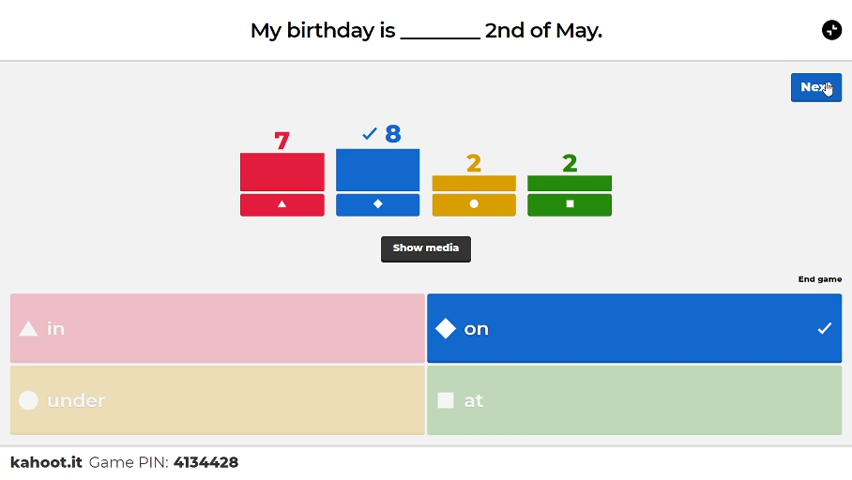 My birthday is ________ 2nd of May.
Next
7
8
2
2
Show media
End game
in
on
under
at
kahoot.it Game PIN: 4134428